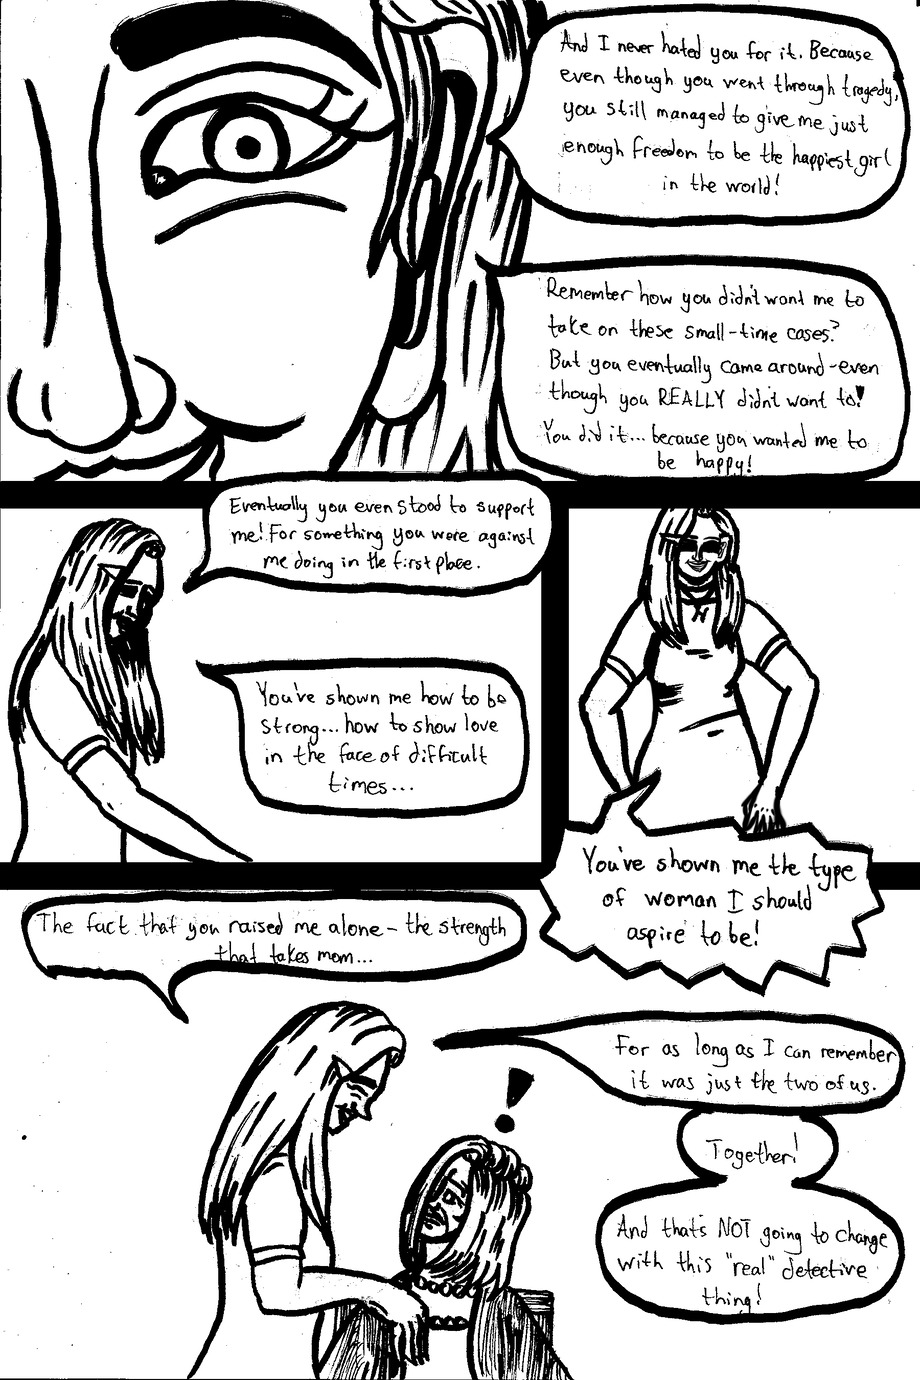 And I never hated you for it. Because
even though you went through tragedy,
you still managed to give me just
enough freedom to be the happiest girl
in the world!
Remember how you didn't want me to
take on these small-time cases?
But you eventually came around-even
though you REALLY didn't want to!
You did it... because you wanted me to
be happy!
Eventually you even stood to support
me! For something you were against
me doing in the first place.
You've shown me how to be
strong... how to show love
in the face of difficult
times...
H
You've shown me the type
of woman I should
aspire to be!
The fact that you raised me alone- the strength
that takes mom...
For as long as I can remember
it was just the two of us.
!
Together!
And that's NOT going to change
with this "real" detective
thing!